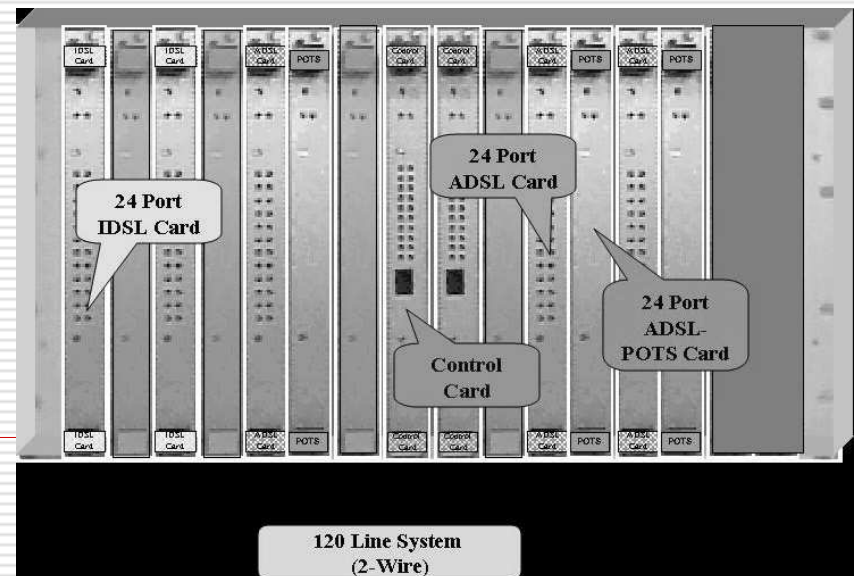 IDSL
Card
IDSL
Card
ADSL
Card
POTS
Control
Card
Control
Card
ADSL
Card
POTS
ADSL
Card
POTS
24 Port
ADSL Card
24 Port
IDSL Card
24 Port
ADSL-
POTS Card
Control
Card
IDSL
Card
IDSL
Card
ADSL
Card
POTS
Control
Card
Control
Card
ADSL
Card
POTS
ADSL
Card
POTS
120 Line System
(2-Wire)